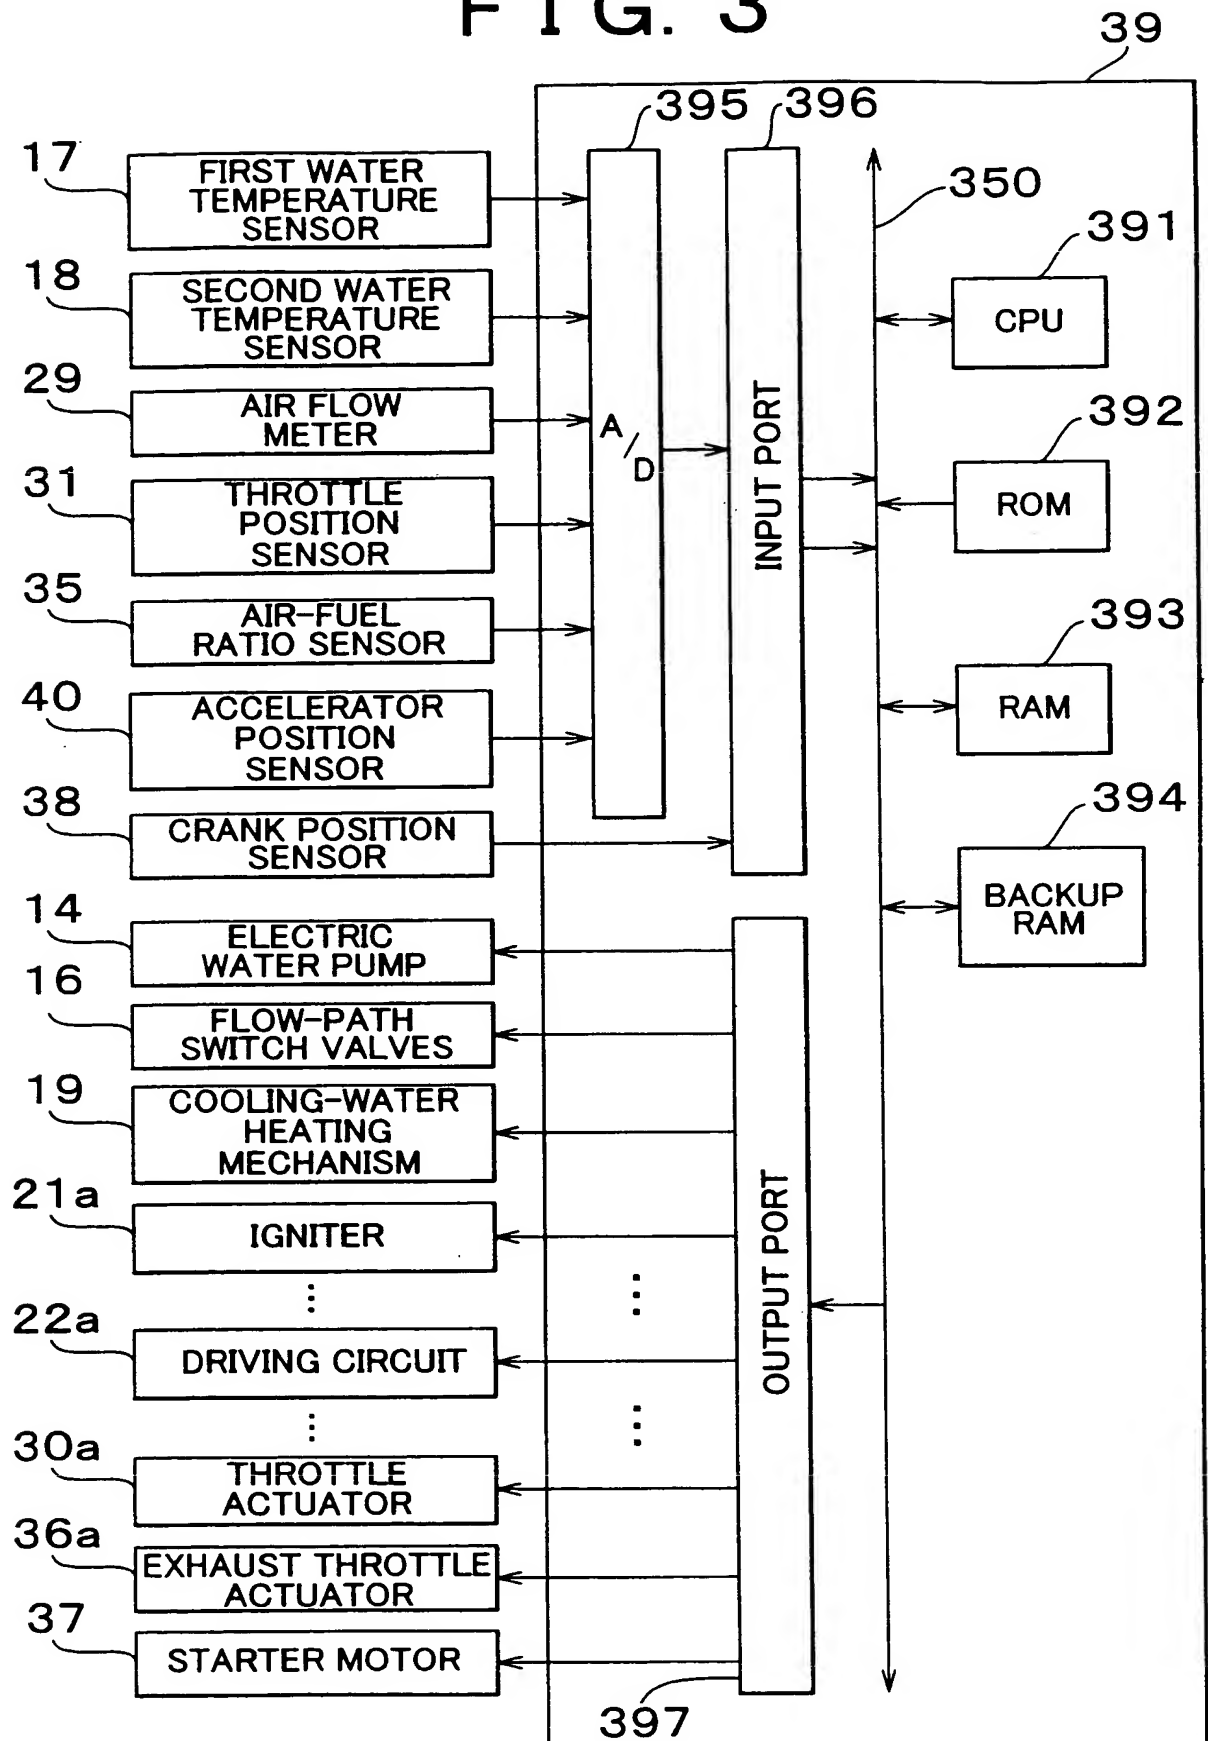 FIG. 3
39
395
396
17
FIRST WATER
TEMPERATURE
SENSOR
350
391
18
SECOND WATER
TEMPERATURE
SENSOR
CPU
29
AIR FLOW
METER
A/D
INPUT PORT
392
31
THROTTLE
POSITION
SENSOR
ROM
35
AIR-FUEL
RATIO SENSOR
393
40
ACCELERATOR
POSITION
SENSOR
RAM
38
CRANK POSITION
SENSOR
394
BACKUP
RAM
14
ELECTRIC
WATER PUMP
16
FLOW-PATH
SWITCH VALVES
19
COOLING-WATER
HEATING
MECHANISM
21a
IGNITER
OUTPUT PORT
22a
DRIVING CIRCUIT
30a
THROTTLE
ACTUATOR
36a
EXHAUST THROTTLE
ACTUATOR
37
STARTER MOTOR
397